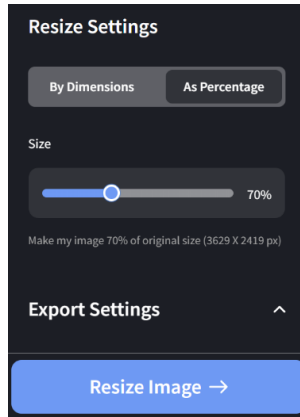 Resize Settings
By Dimensions As Percentage
Size
70%
Make my image 70% of original size (3629 X 2419 px)
Export Settings
Resize Image →